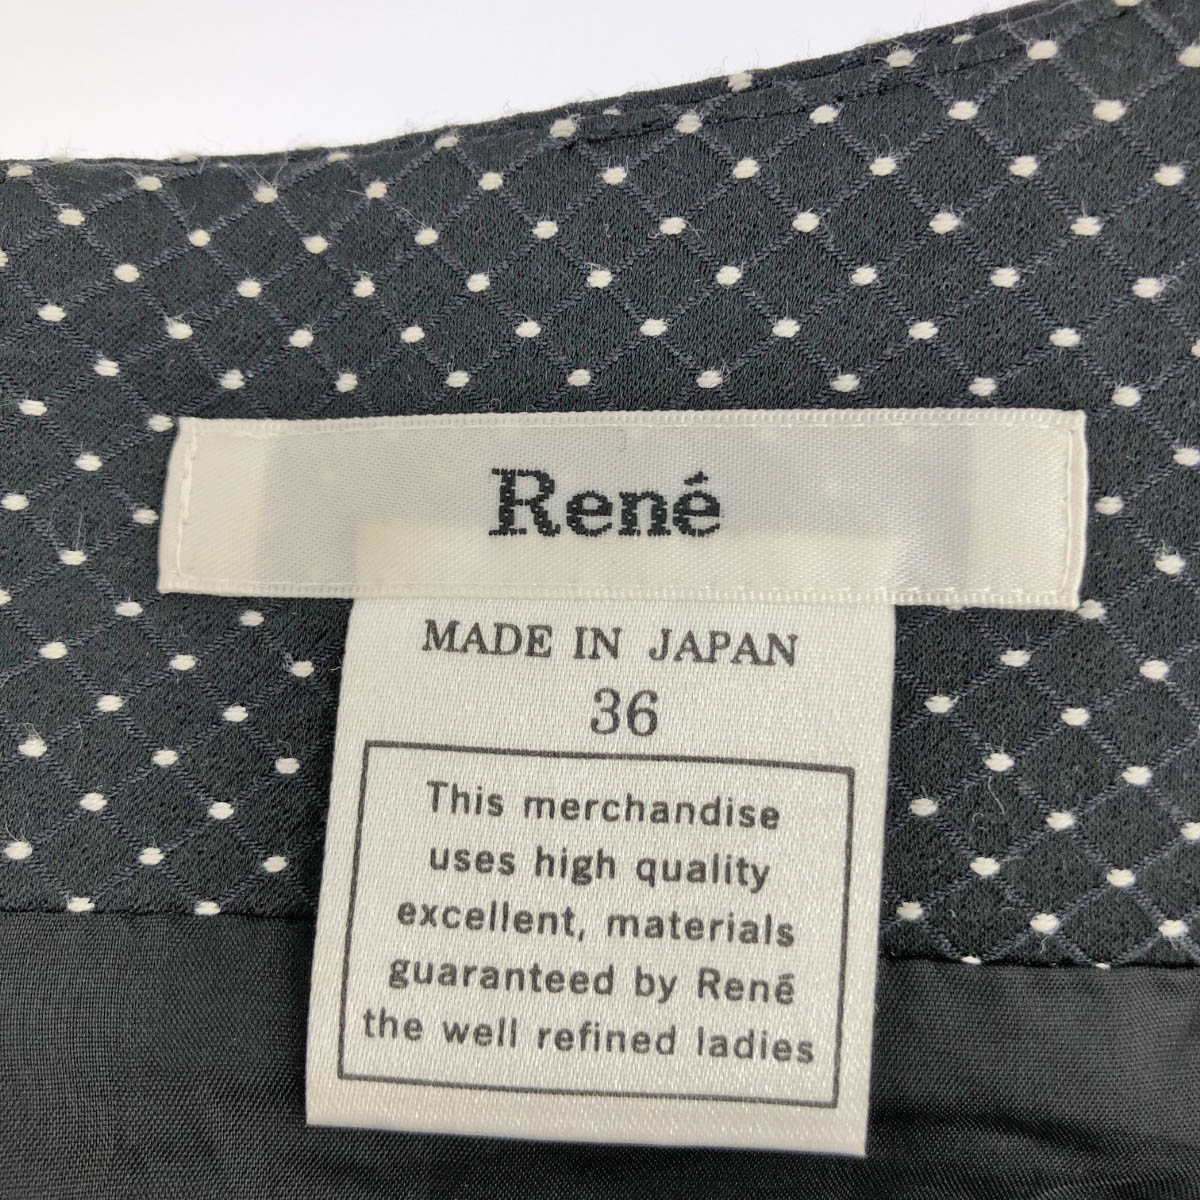 René
MADE IN JAPAN
36
This merchandise
uses high quality
excellent, materials
guaranteed by René
the well refined ladies